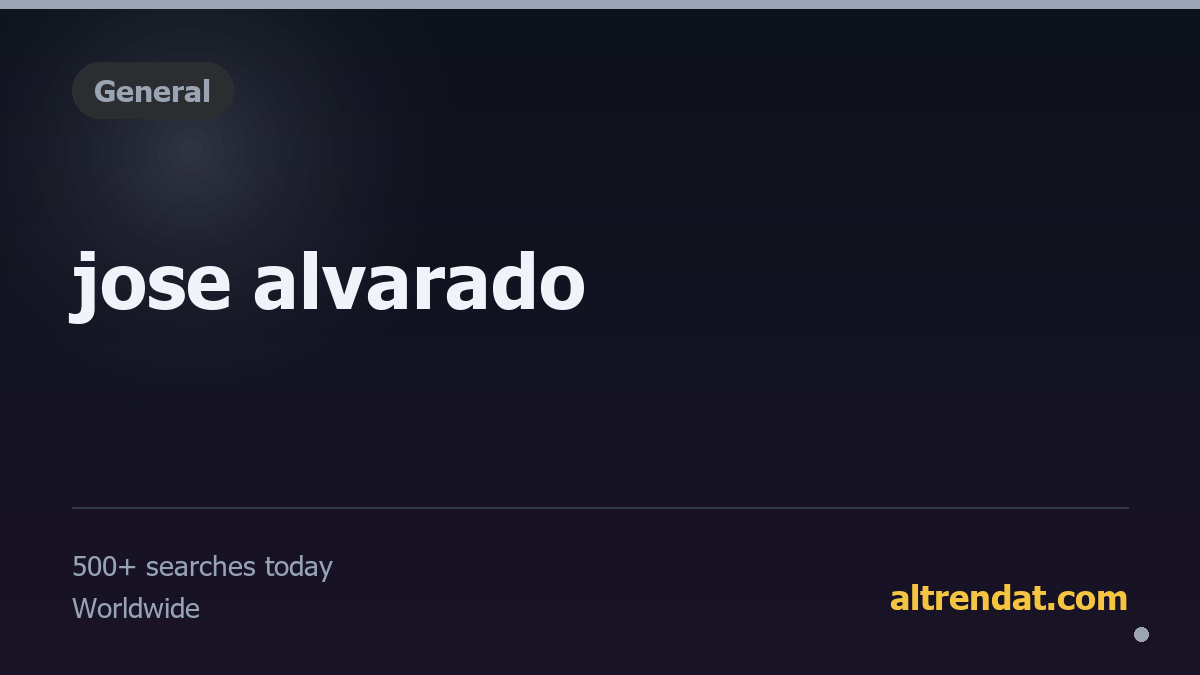 General
jose alvarado
500+ searches today
Worldwide
altrendat.com